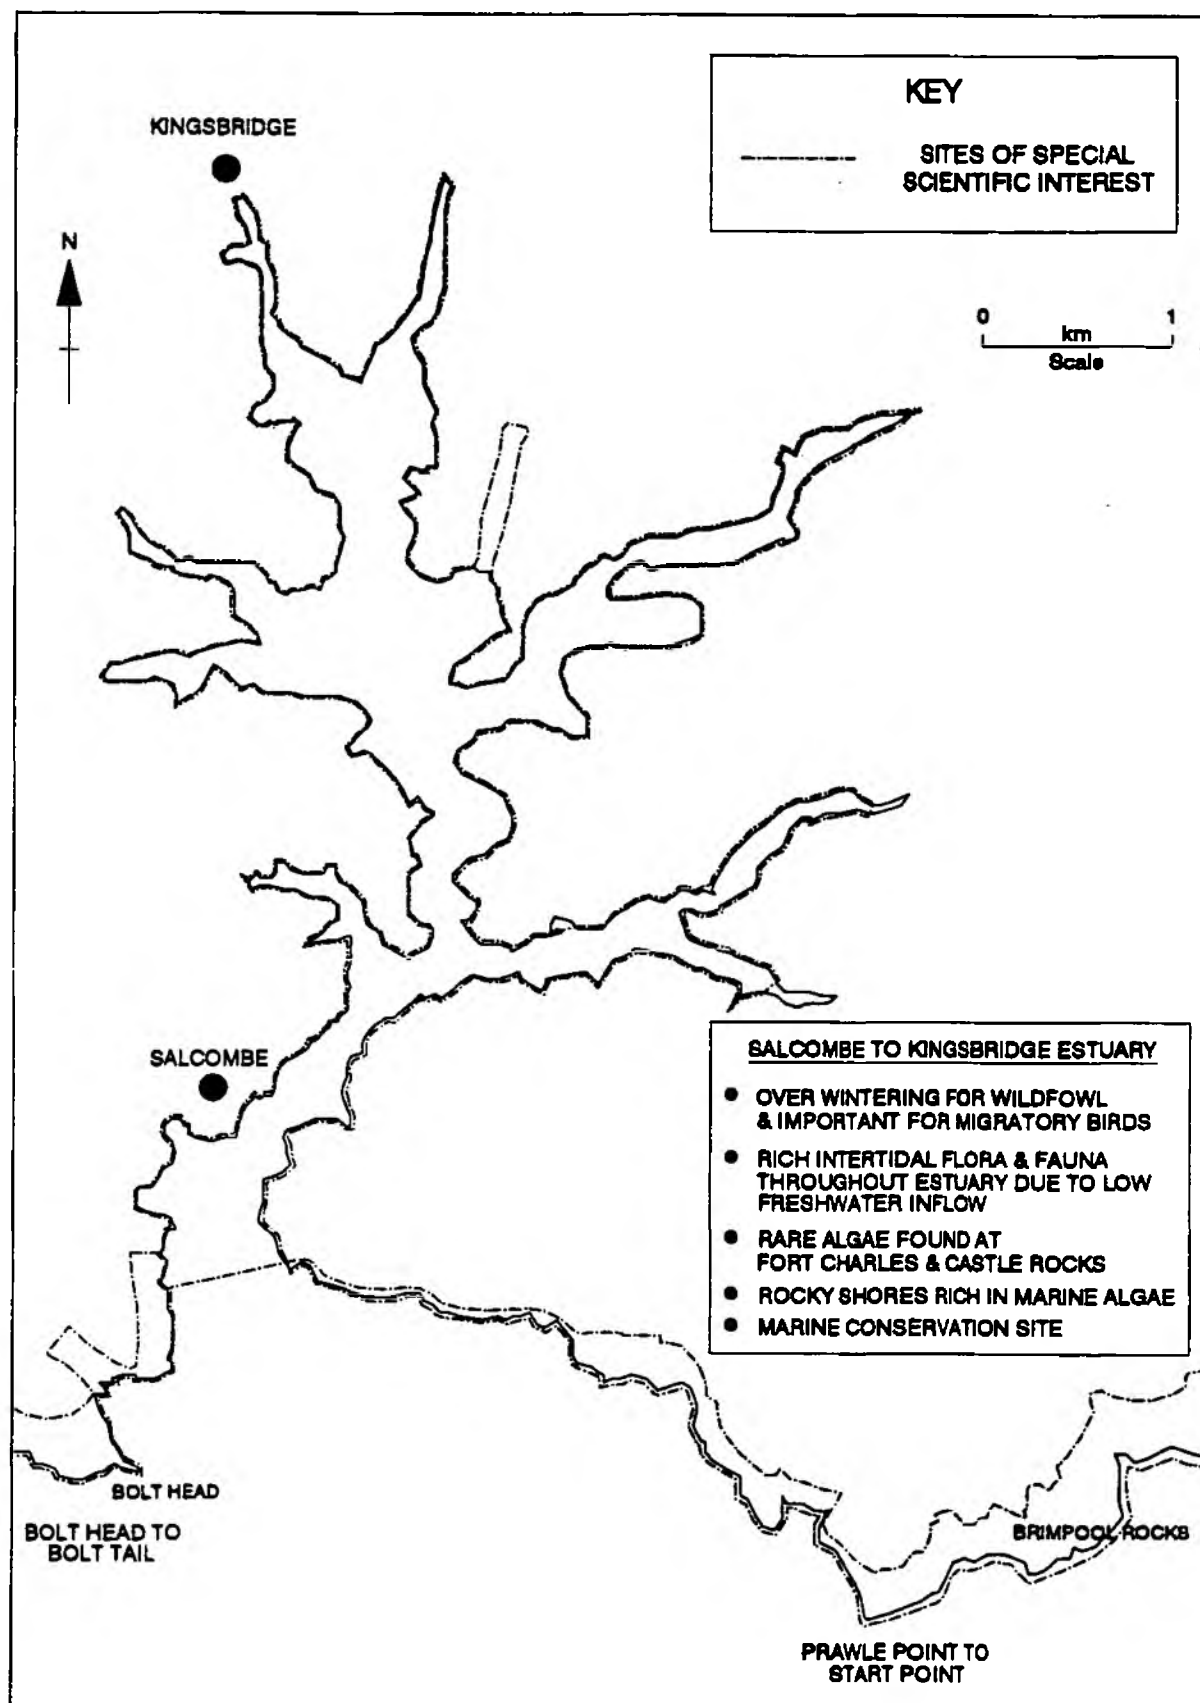 KEY
SITES OF SPECIAL
SCIENTIFIC INTEREST
KINGSBRIDGE
N
0 1
km
Scale
SALCOMBE
SALCOMBE TO KINGSBRIDGE ESTUARY
● OVER WINTERING FOR WILDFOWL
& IMPORTANT FOR MIGRATORY BIRDS
● RICH INTERTIDAL FLORA & FAUNA
THROUGHOUT ESTUARY DUE TO LOW
FRESHWATER INFLOW
● RARE ALGAE FOUND AT
FORT CHARLES & CASTLE ROCKS
● ROCKY SHORES RICH IN MARINE ALGAE
● MARINE CONSERVATION SITE
BOLT HEAD
BOLT HEAD TO
BOLT TAIL
BRIMPOOL ROCKS
PRAWLE POINT TO
START POINT